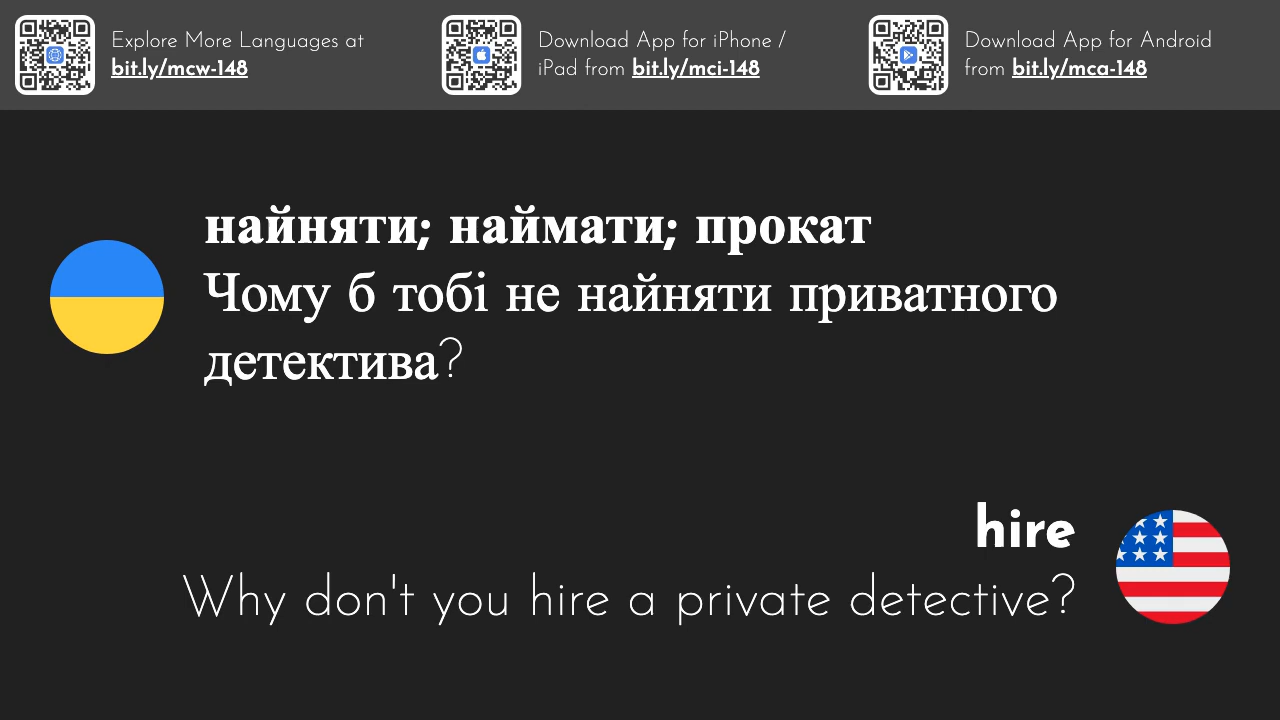 Explore More Languages at
bit.ly/mcw-148
Download App for iPhone /
iPad from bit.ly/mci-148
Download App for Android
from bit.ly/mca-148
найняти; наймати; прокат
Чому б тобі не найняти приватного
детектива?
hire
Why don't you hire a private detective?